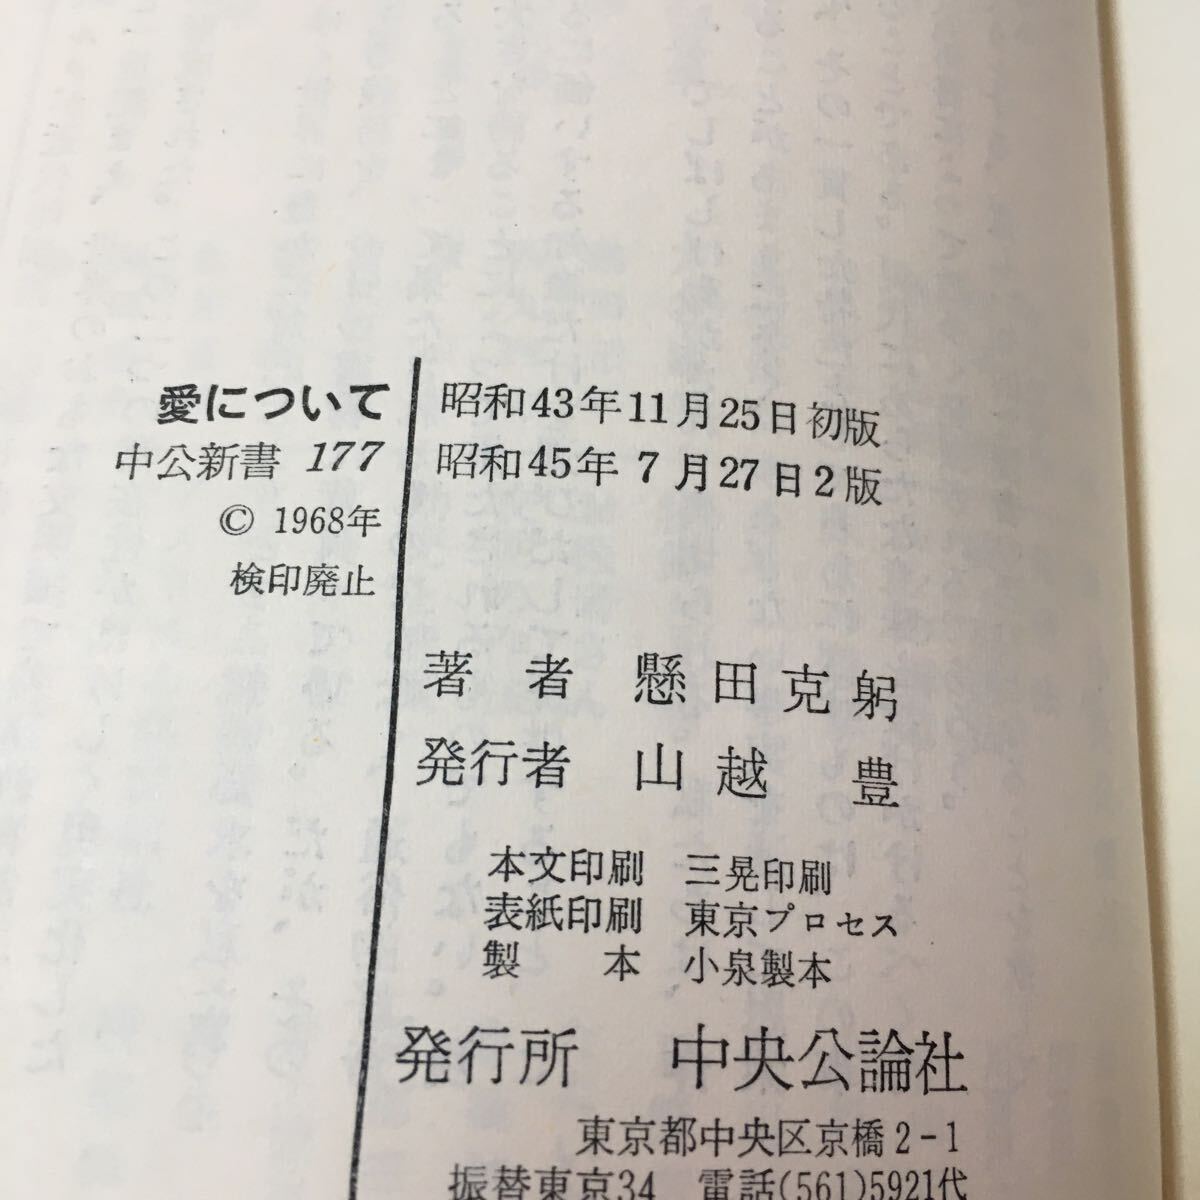 愛について
中公新書 177
© 1968年
検印廃止
昭和43年11月25日初版
昭和45年 7月27日2版
著 者 懸田克躬
発行者 山越 豊
本文印刷 三晃印刷
表紙印刷 東京プロセス
製 本 小泉製本
発行所 中央公論社
東京都中央区京橋2-1
振替東京34 電話(561)5921代